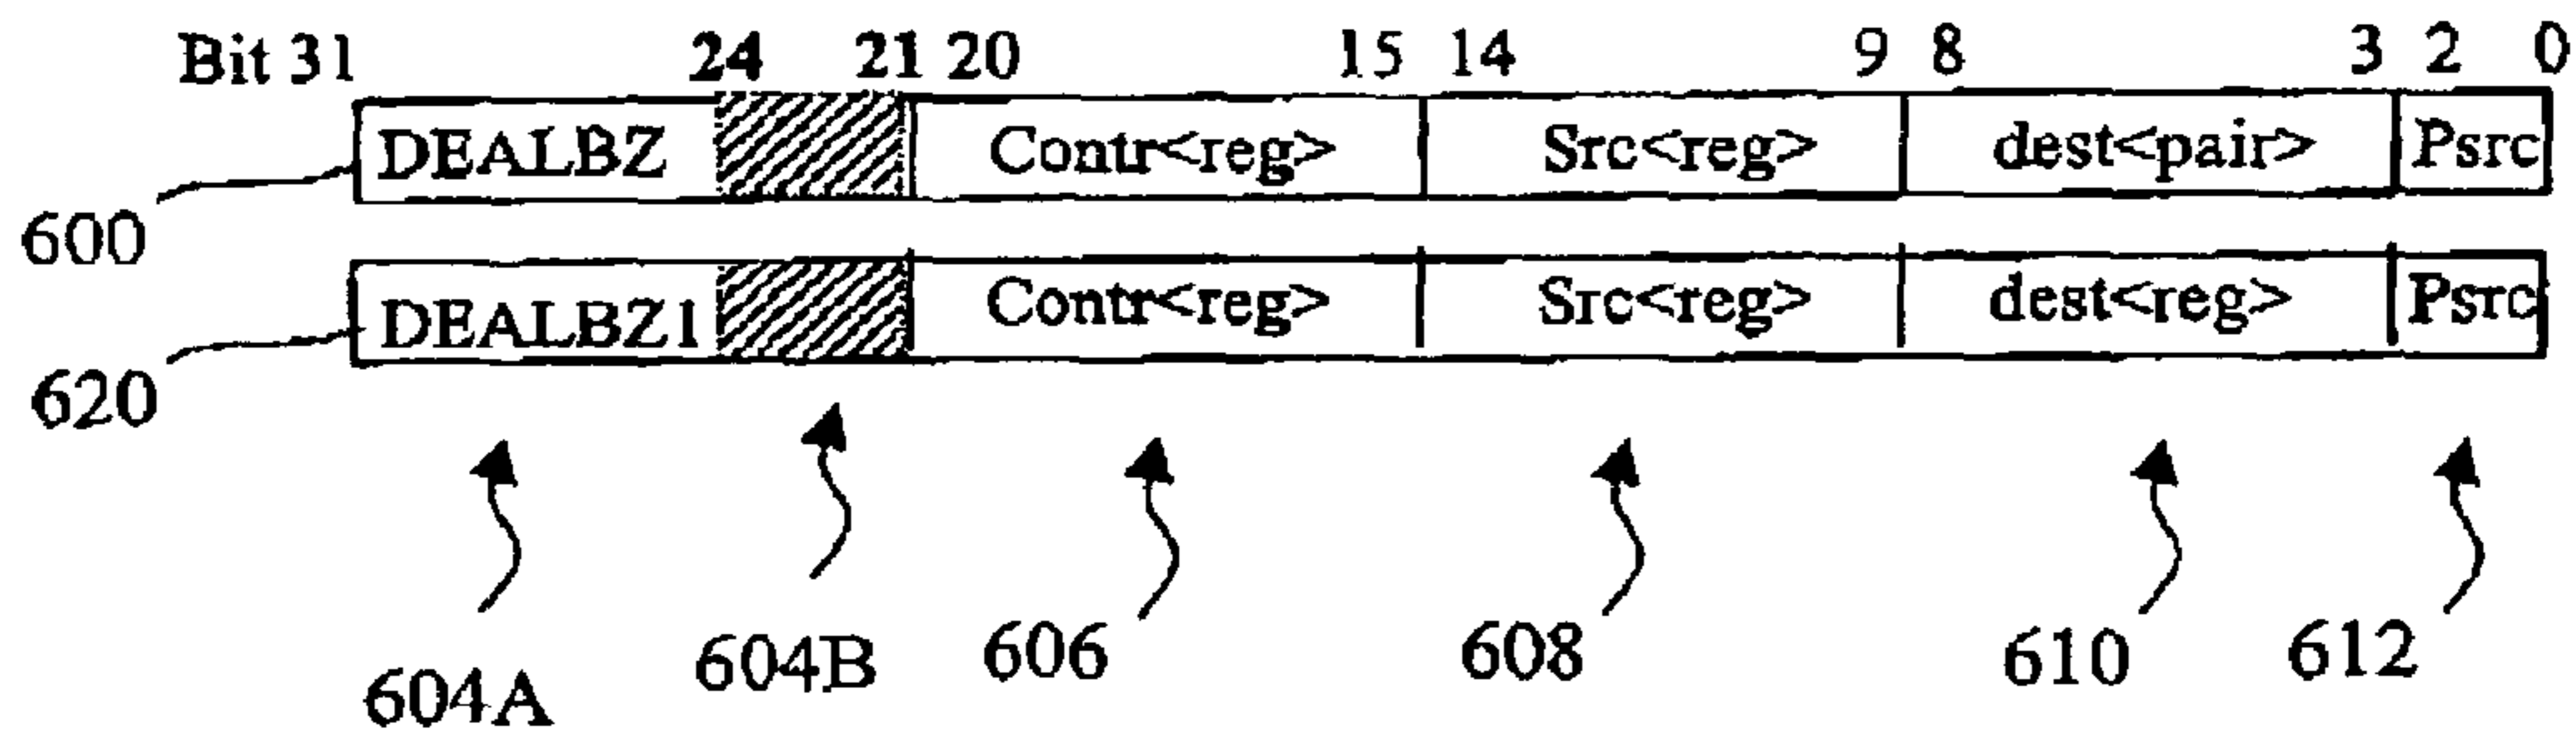 Bit 31 24 21 20 15 14 9 8 3 2 0
DEALBZ Contr<reg> Src<reg> dest<pair> Psrc
600
DEALBZ1 Contr<reg> Src<reg> dest<reg> Psrc
620
604A 604B 606 608 610 612